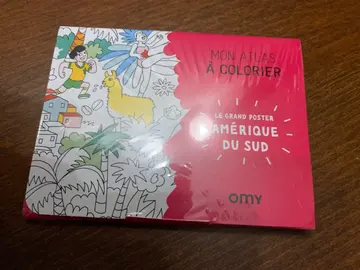 MON ATLAS
À COLORIER
LE GRAND POSTER
AMÉRIQUE
DU SUD
OMY